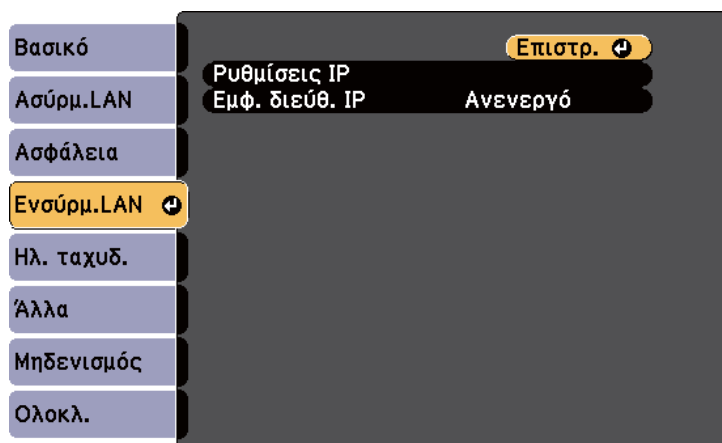 Βασικό
Ασύρμ.LAN
Ασφάλεια
Ενσύρμ.LAN
Ηλ. ταχυδ.
Άλλα
Μηδενισμός
Ολοκλ.
Επιστρ.
Ρυθμίσεις IP
Εμφ. διεύθ. IP Ανενεργό